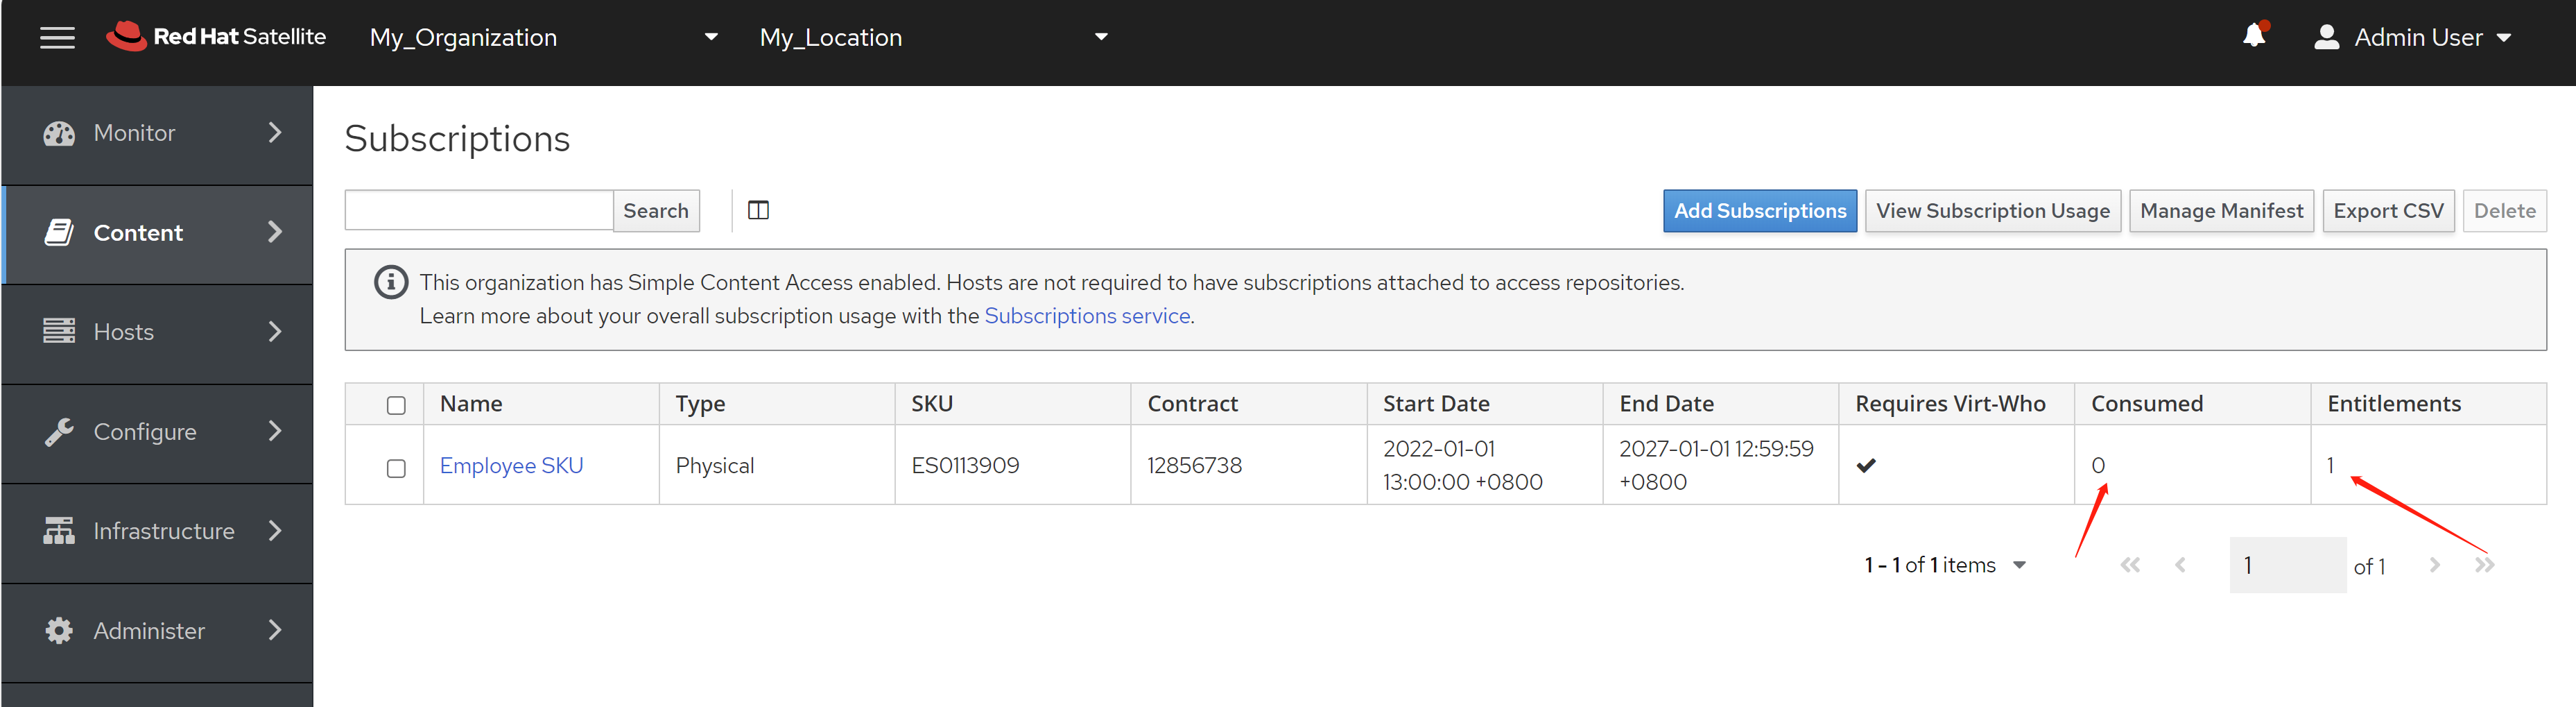 Red Hat Satellite My_Organization My_Location Admin User
Monitor
Content
Hosts
Configure
Infrastructure
Administer
Subscriptions
Search Add Subscriptions View Subscription Usage Manage Manifest Export CSV Delete
This organization has Simple Content Access enabled. Hosts are not required to have subscriptions attached to access repositories.
Learn more about your overall subscription usage with the Subscriptions service.
Name Type SKU Contract Start Date End Date Requires Virt-Who Consumed Entitlements
Employee SKU Physical ES0113909 12856738 2022-01-01 13:00:00 +0800 2027-01-01 12:59:59 +0800 0 1
1 - 1 of 1 items 1 of 1